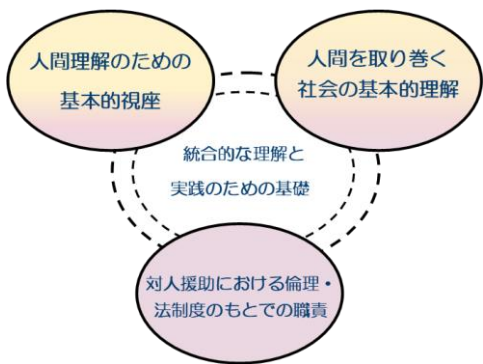 人間理解のための
基本的視座
人間を取り巻く
社会の基本的理解
統合的な理解と
実践のための基礎
対人援助における倫理・
法制度のもとでの職責